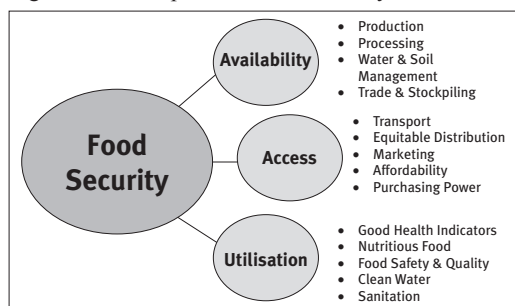 Availability
• Production
• Processing
• Water & Soil
Management
• Trade & Stockpiling
Food
Security
Access
• Transport
• Equitable Distribution
• Marketing
• Affordability
• Purchasing Power
Utilisation
• Good Health Indicators
• Nutritious Food
• Food Safety & Quality
• Clean Water
• Sanitation